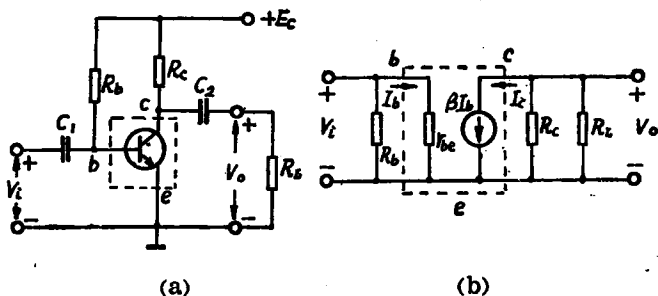 +Ec
Rb
Rc
C2
c
C1
b
e
+
Vi
−
+
Vo
−
RL
(a)
b
c
+
Vi
−
Ib
Rb
rbe
βIb
Ic
Rc
RL
+
Vo
−
e
(b)